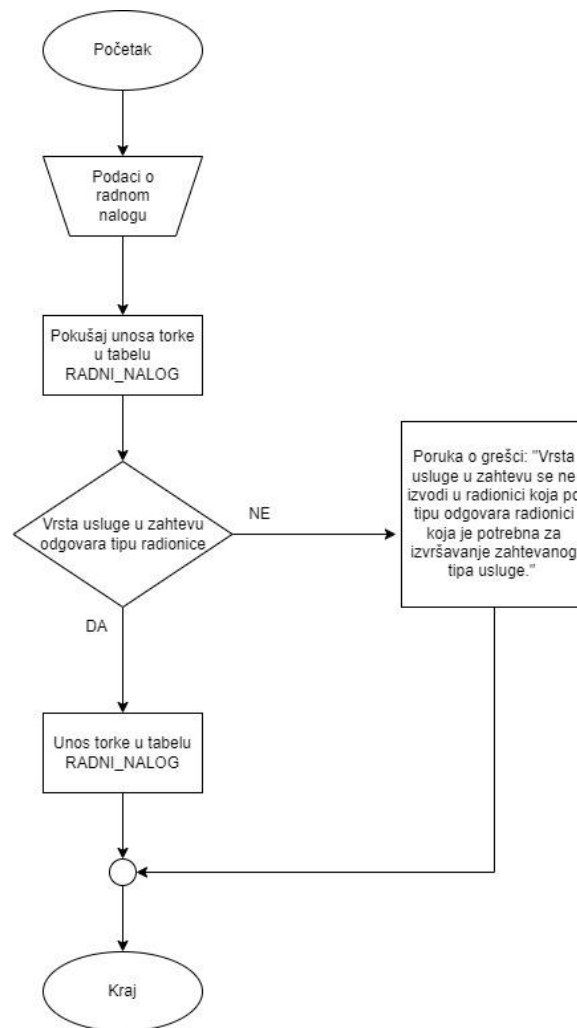 Početak
Podaci o
radnom
nalogu
Pokušaj unosa torke
u tabelu
RADNI_NALOG
Vrsta usluge u zahtevu
odgovara tipu radionice
NE
Poruka o grešci: "Vrsta
usluge u zahtevu se ne
izvodi u radionici koja po
tipu odgovara radionici
koja je potrebna za
izvršavanje zahtevanog
tipa usluge."
DA
Unos torke u tabelu
RADNI_NALOG
Kraj